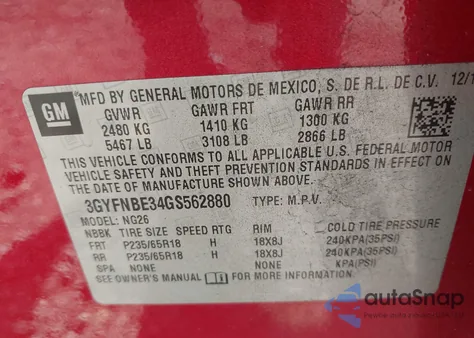 GM
MFD BY GENERAL MOTORS DE MEXICO, S. DE R.L. DE C.V. 12/1
GVWR GAWR FRT GAWR RR
2480 KG 1410 KG 1300 KG
5467 LB 3108 LB 2866 LB
THIS VEHICLE CONFORMS TO ALL APPLICABLE U.S. FEDERAL MOTOR
VEHICLE SAFETY AND THEFT PREVENTION STANDARDS IN EFFECT
ON THE DATE OF MANUFACTURE SHOWN ABOVE.
3GYFNBE34GS562880 TYPE: M.P.V.
MODEL: NG26
NBBK TIRE SIZE SPEED RTG RIM COLD TIRE PRESSURE
FRT P235/65R18 H 18X8J 240KPA(35PSI)
RR P235/65R18 H 18X8J 240KPA(35PSI)
SPA NONE NONE KPA(PSI)
SEE OWNER'S MANUAL FOR ADDITIONAL INFORMATION
autoSnap